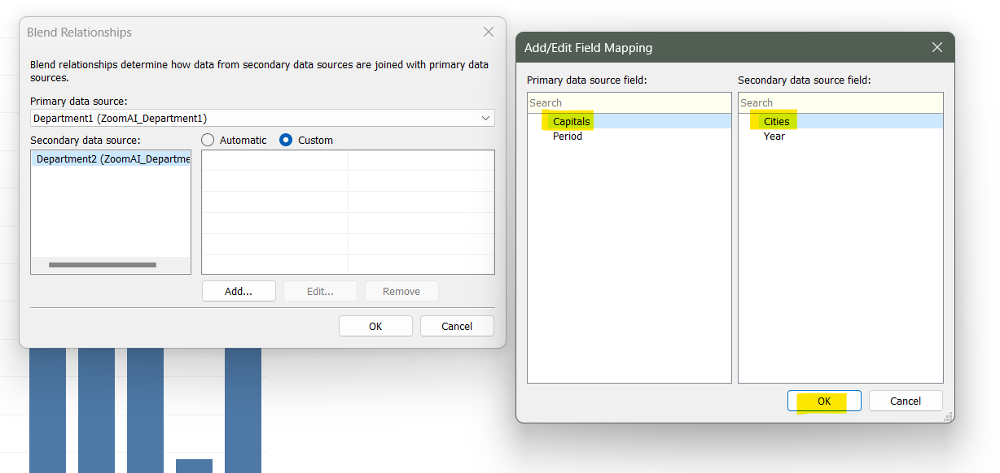 Blend Relationships
Blend relationships determine how data from secondary data sources are joined with primary data
sources.
Primary data source:
Department1 (ZoomAI_Department1)
Secondary data source:
Automatic
Custom
Department2 (ZoomAI_Departme
Add...
Edit...
Remove
OK
Cancel
Add/Edit Field Mapping
Primary data source field:
Secondary data source field:
Search
Search
Capitals
Cities
Period
Year
OK
Cancel